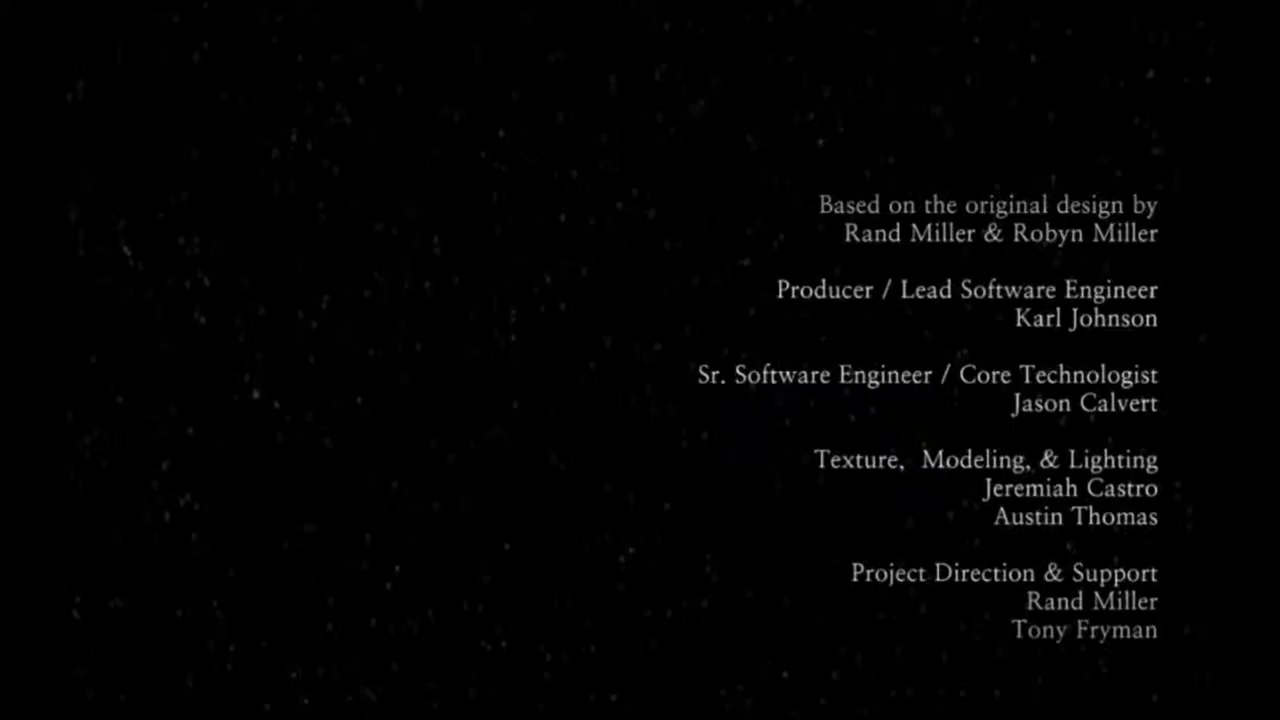 Based on the original design by
Rand Miller & Robyn Miller
Producer / Lead Software Engineer
Karl Johnson
Sr. Software Engineer / Core Technologist
Jason Calvert
Texture,  Modeling, & Lighting
Jeremiah Castro
Austin Thomas
Project Direction & Support
Rand Miller
Tony Fryman